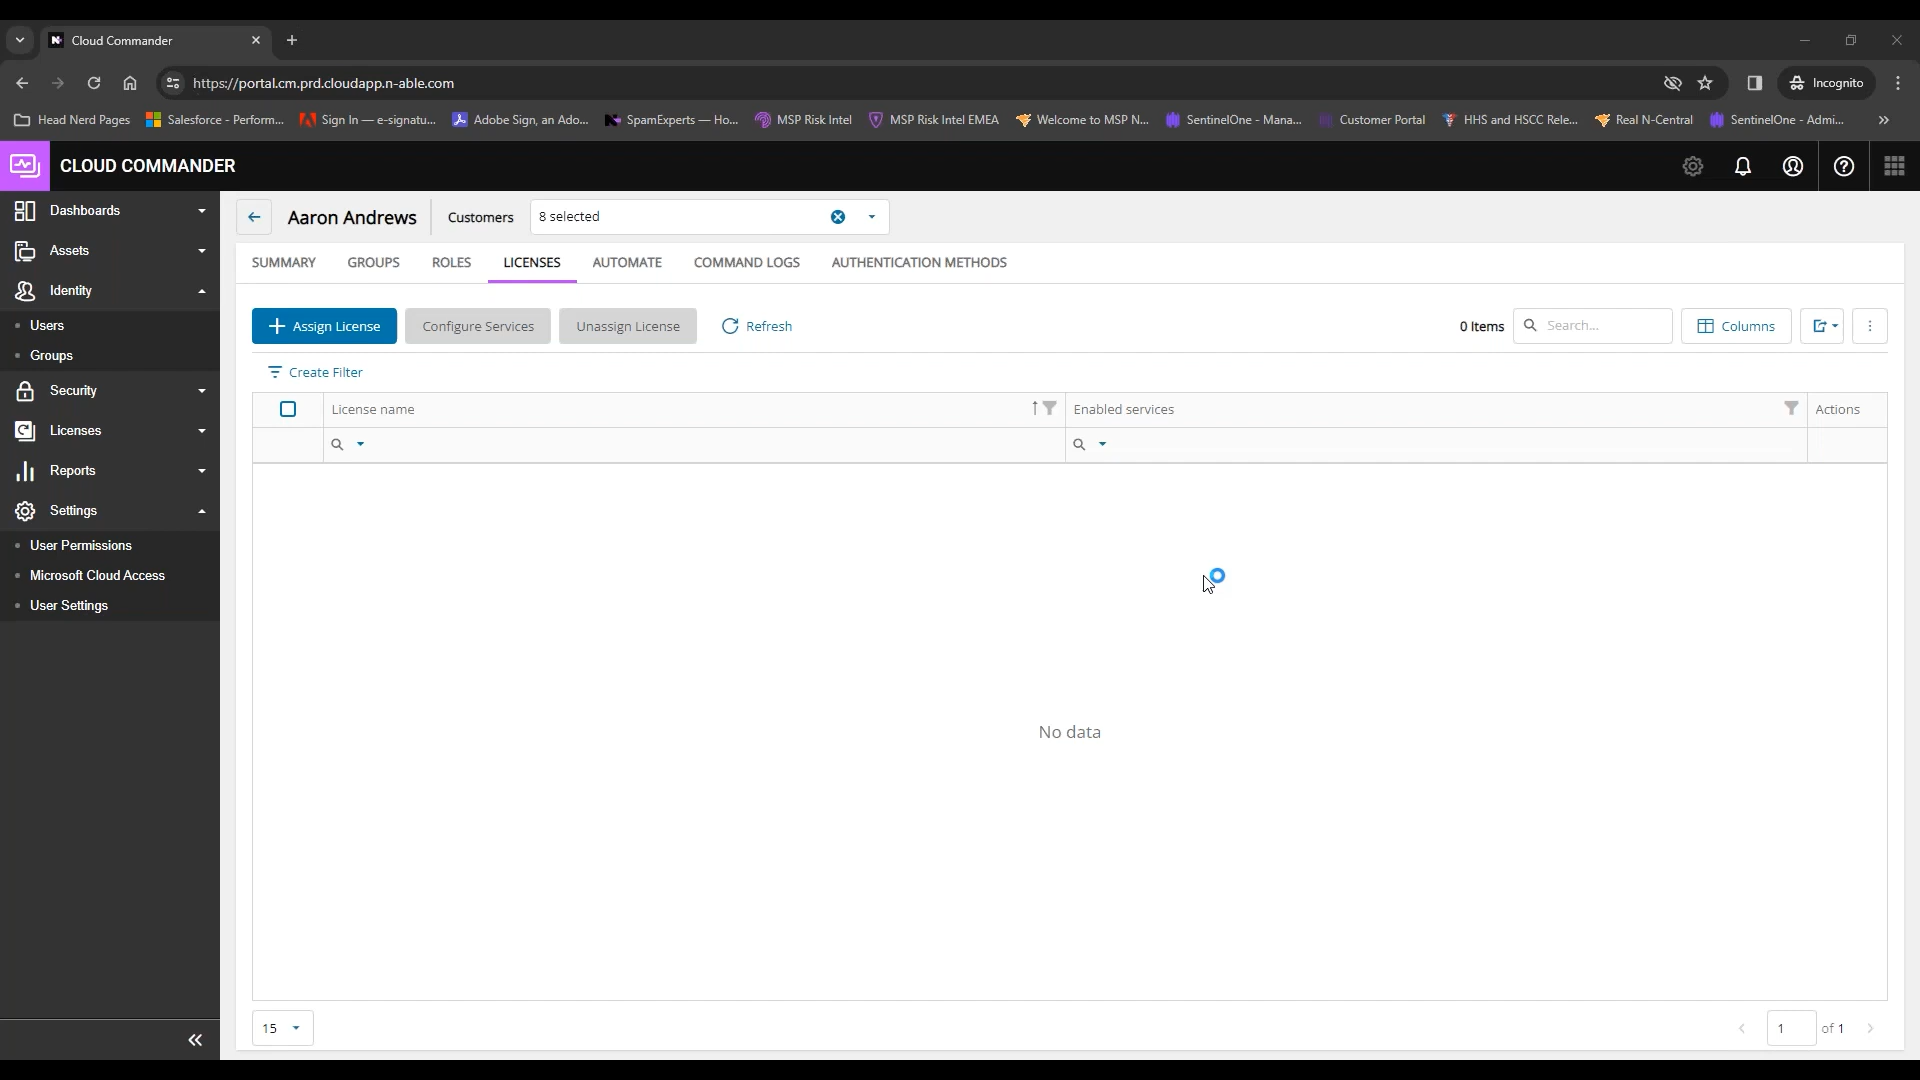 Cloud Commander
https://portal.cm.prd.cloudapp.n-able.com
Incognito
Head Nerd Pages
Salesforce - Perform...
Sign In — e-signatu...
Adobe Sign, an Ado...
SpamExperts — Ho...
MSP Risk Intel
MSP Risk Intel EMEA
Welcome to MSP N...
SentinelOne - Mana...
Customer Portal
HHS and HSCC Rele...
Real N-Central
SentinelOne - Admi...
CLOUD COMMANDER
Dashboards
Assets
Identity
Users
Groups
Security
Licenses
Reports
Settings
User Permissions
Microsoft Cloud Access
User Settings
Aaron Andrews
Customers
8 selected
SUMMARY
GROUPS
ROLES
LICENSES
AUTOMATE
COMMAND LOGS
AUTHENTICATION METHODS
Assign License
Configure Services
Unassign License
Refresh
0 Items
Search...
Columns
Create Filter
License name
Enabled services
Actions
No data
15
1
of 1